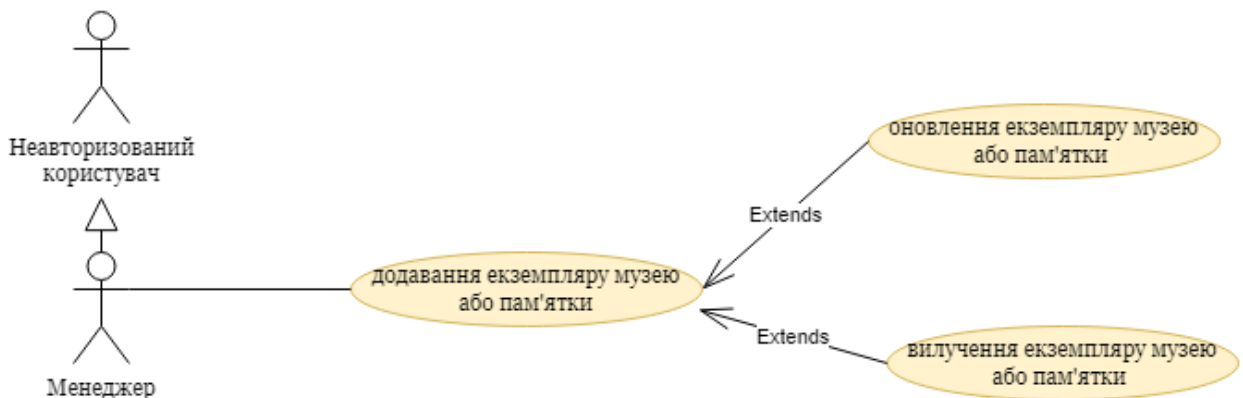 Неавторизований
користувач
оновлення екземпляру музею
або пам'ятки
Extends
додавання екземпляру музею
або пам'ятки
Extends
вилучення екземпляру музею
або пам'ятки
Менеджер